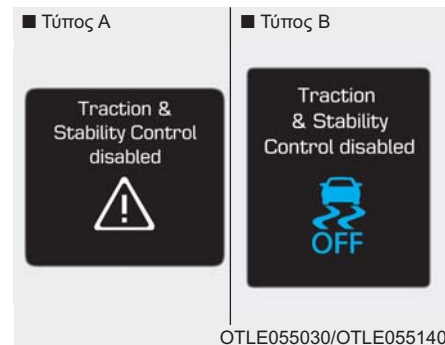 ■ Τύπος A
Traction &
Stability Control
disabled
■ Τύπος B
Traction
& Stability
Control disabled
OFF
OTLE055030/OTLE055140